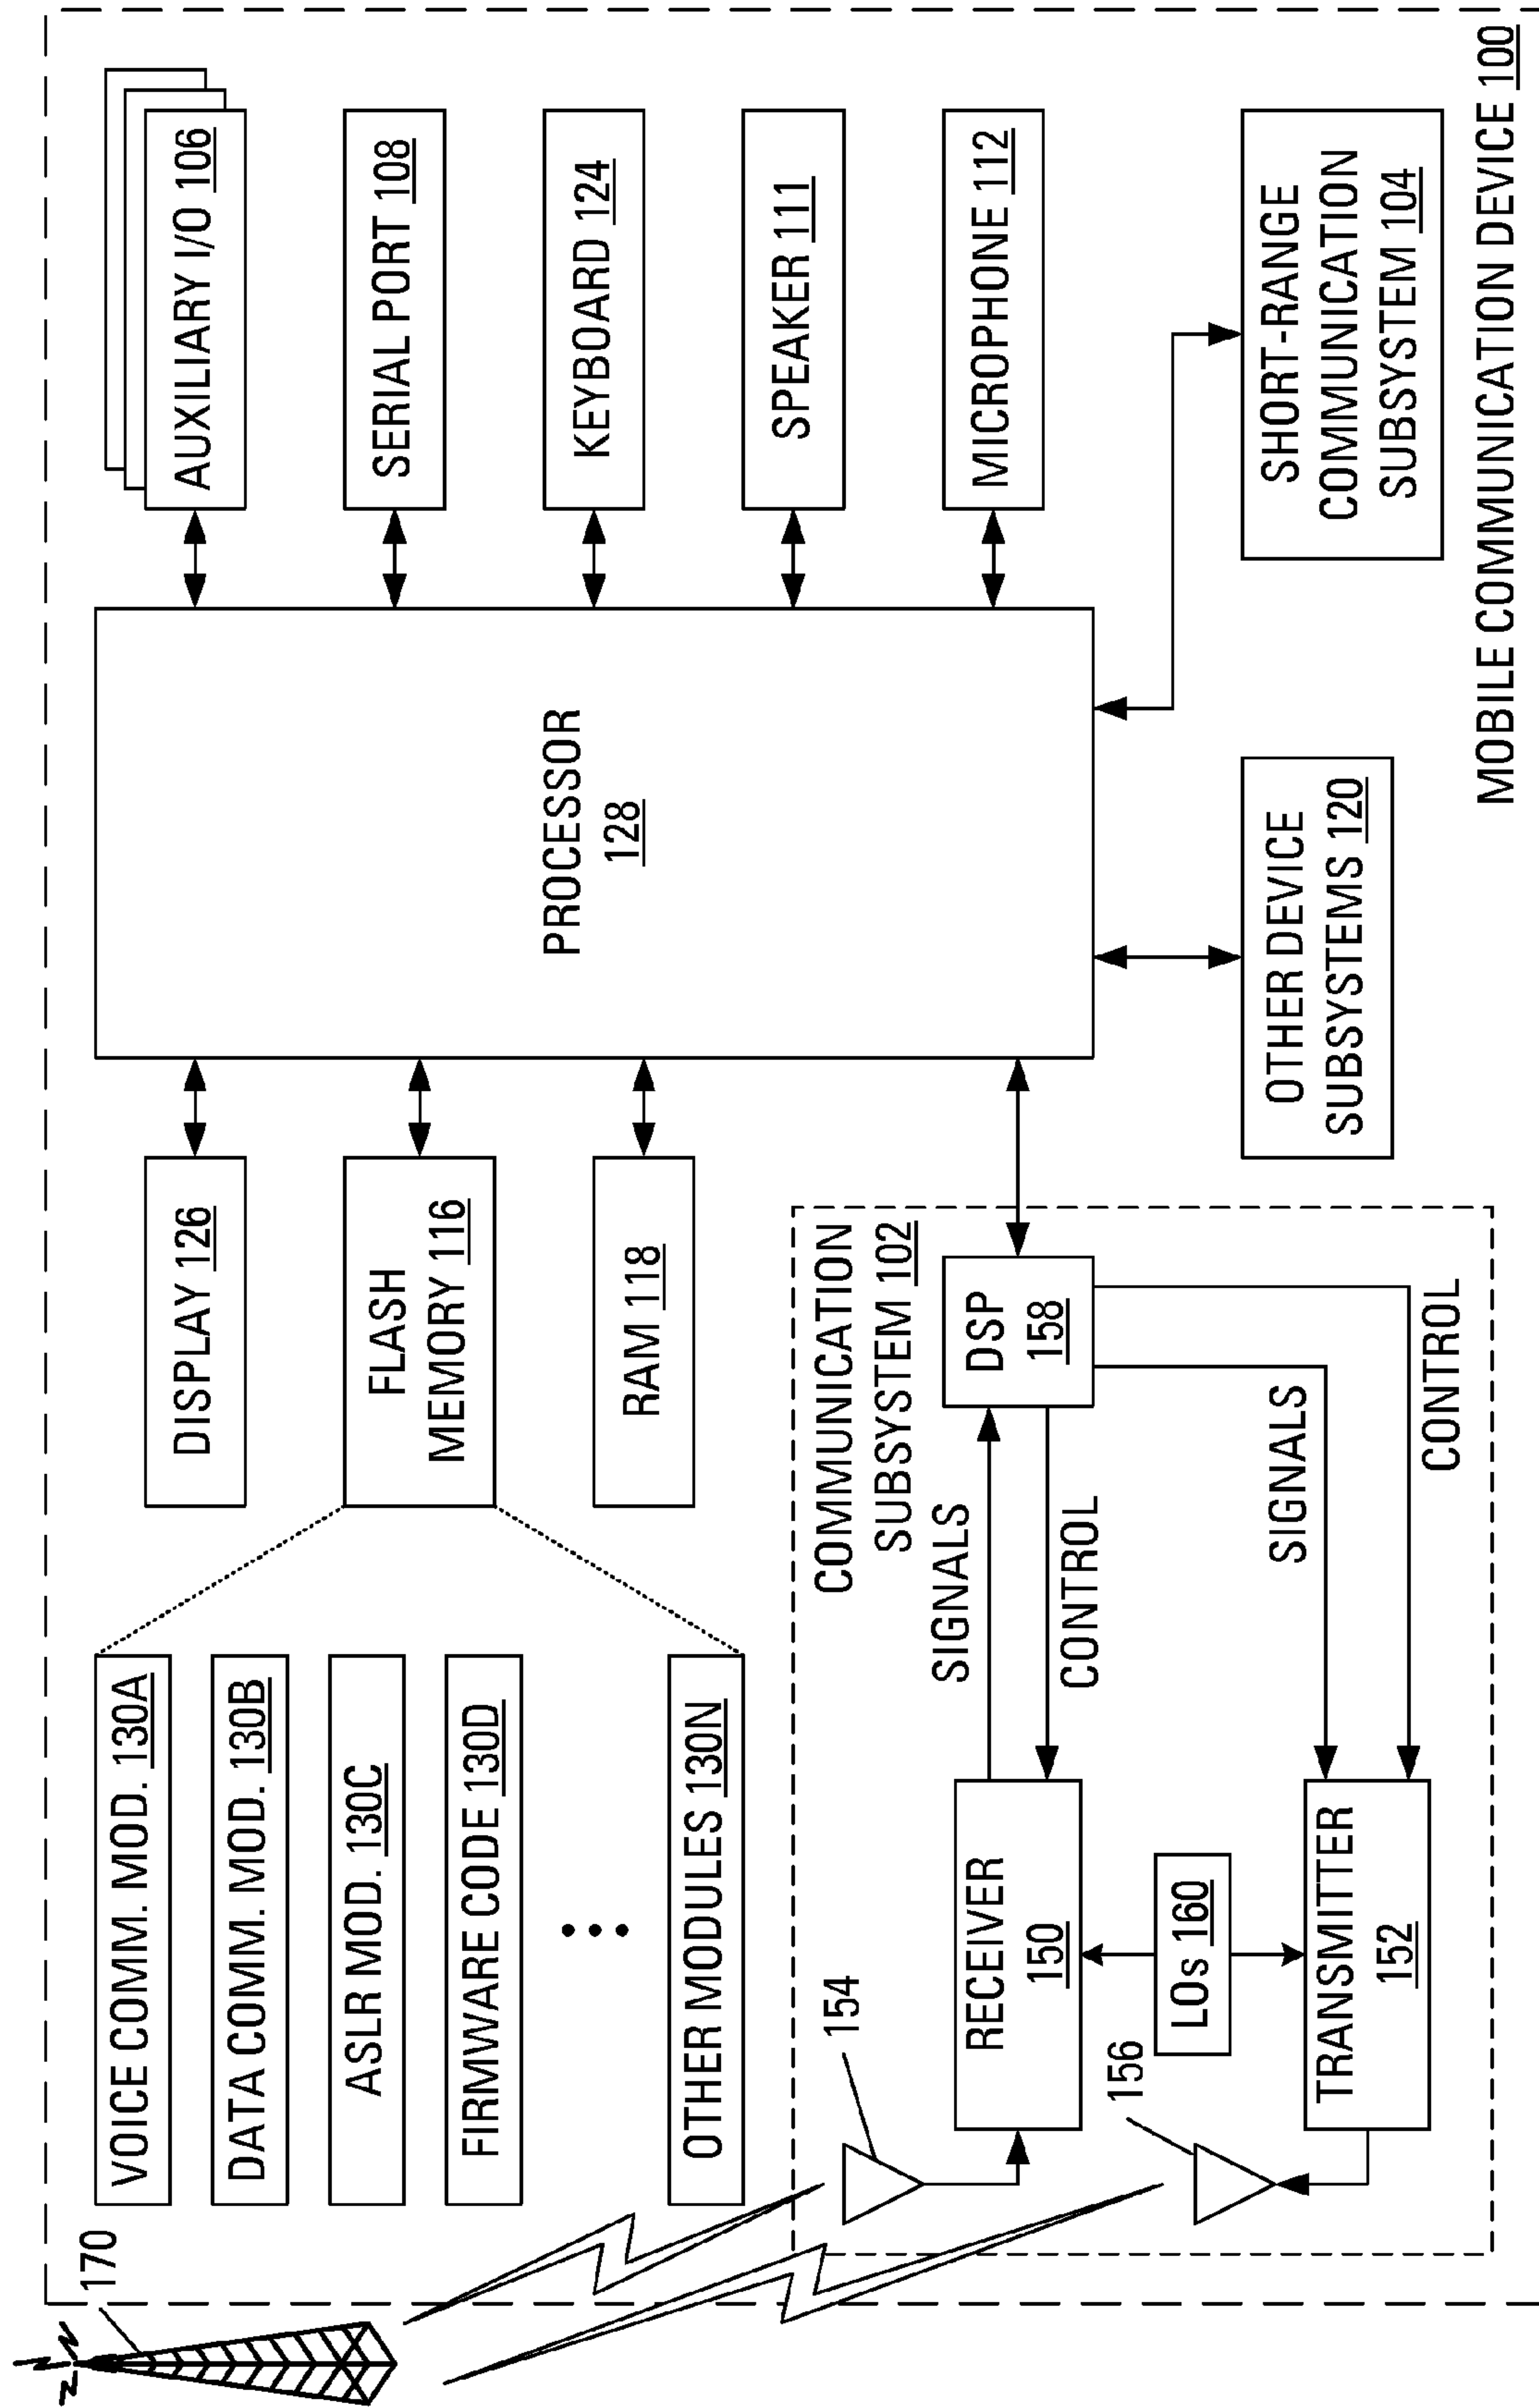 170
VOICE COMM. MOD. 130A
DATA COMM. MOD. 130B
ASLR MOD. 130C
FIRMWARE CODE 130D
OTHER MODULES 130N
DISPLAY 126
FLASH
MEMORY 116
RAM 118
PROCESSOR
128
AUXILIARY I/O 106
SERIAL PORT 108
KEYBOARD 124
SPEAKER 111
MICROPHONE 112
COMMUNICATION
SUBSYSTEM 102
154
RECEIVER
150
SIGNALS
CONTROL
DSP
158
156
LOs 160
TRANSMITTER
152
SIGNALS
CONTROL
OTHER DEVICE
SUBSYSTEMS 120
SHORT-RANGE
COMMUNICATION
SUBSYSTEM 104
MOBILE COMMUNICATION DEVICE 100